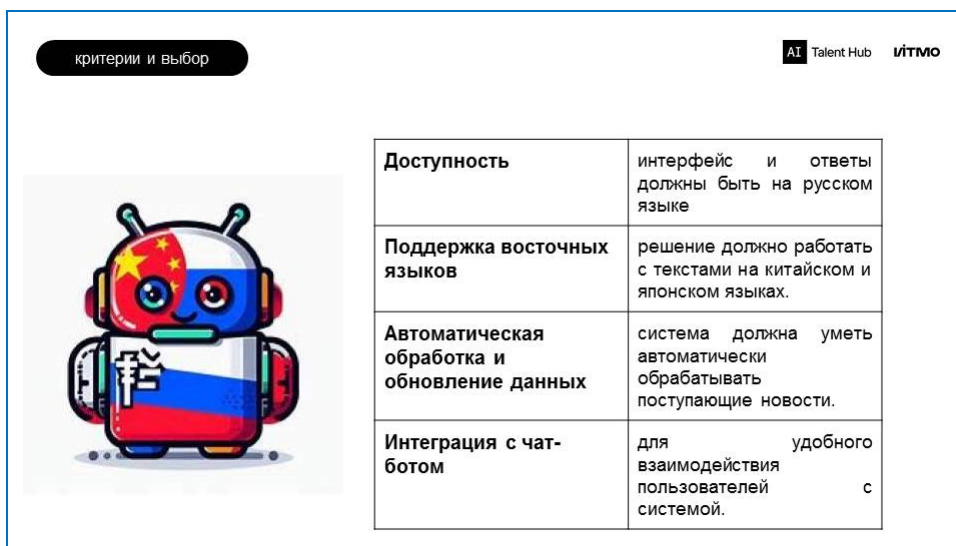 критерии и выбор
AI Talent Hub ИТМО
Доступность
интерфейс и ответы
должны быть на русском
языке
Поддержка восточных
языков
решение должно работать
с текстами на китайском и
японском языках.
Автоматическая
обработка и
обновление данных
система должна уметь
автоматически
обрабатывать
поступающие новости.
Интеграция с чат-
ботом
для удобного
взаимодействия
пользователей с
системой.